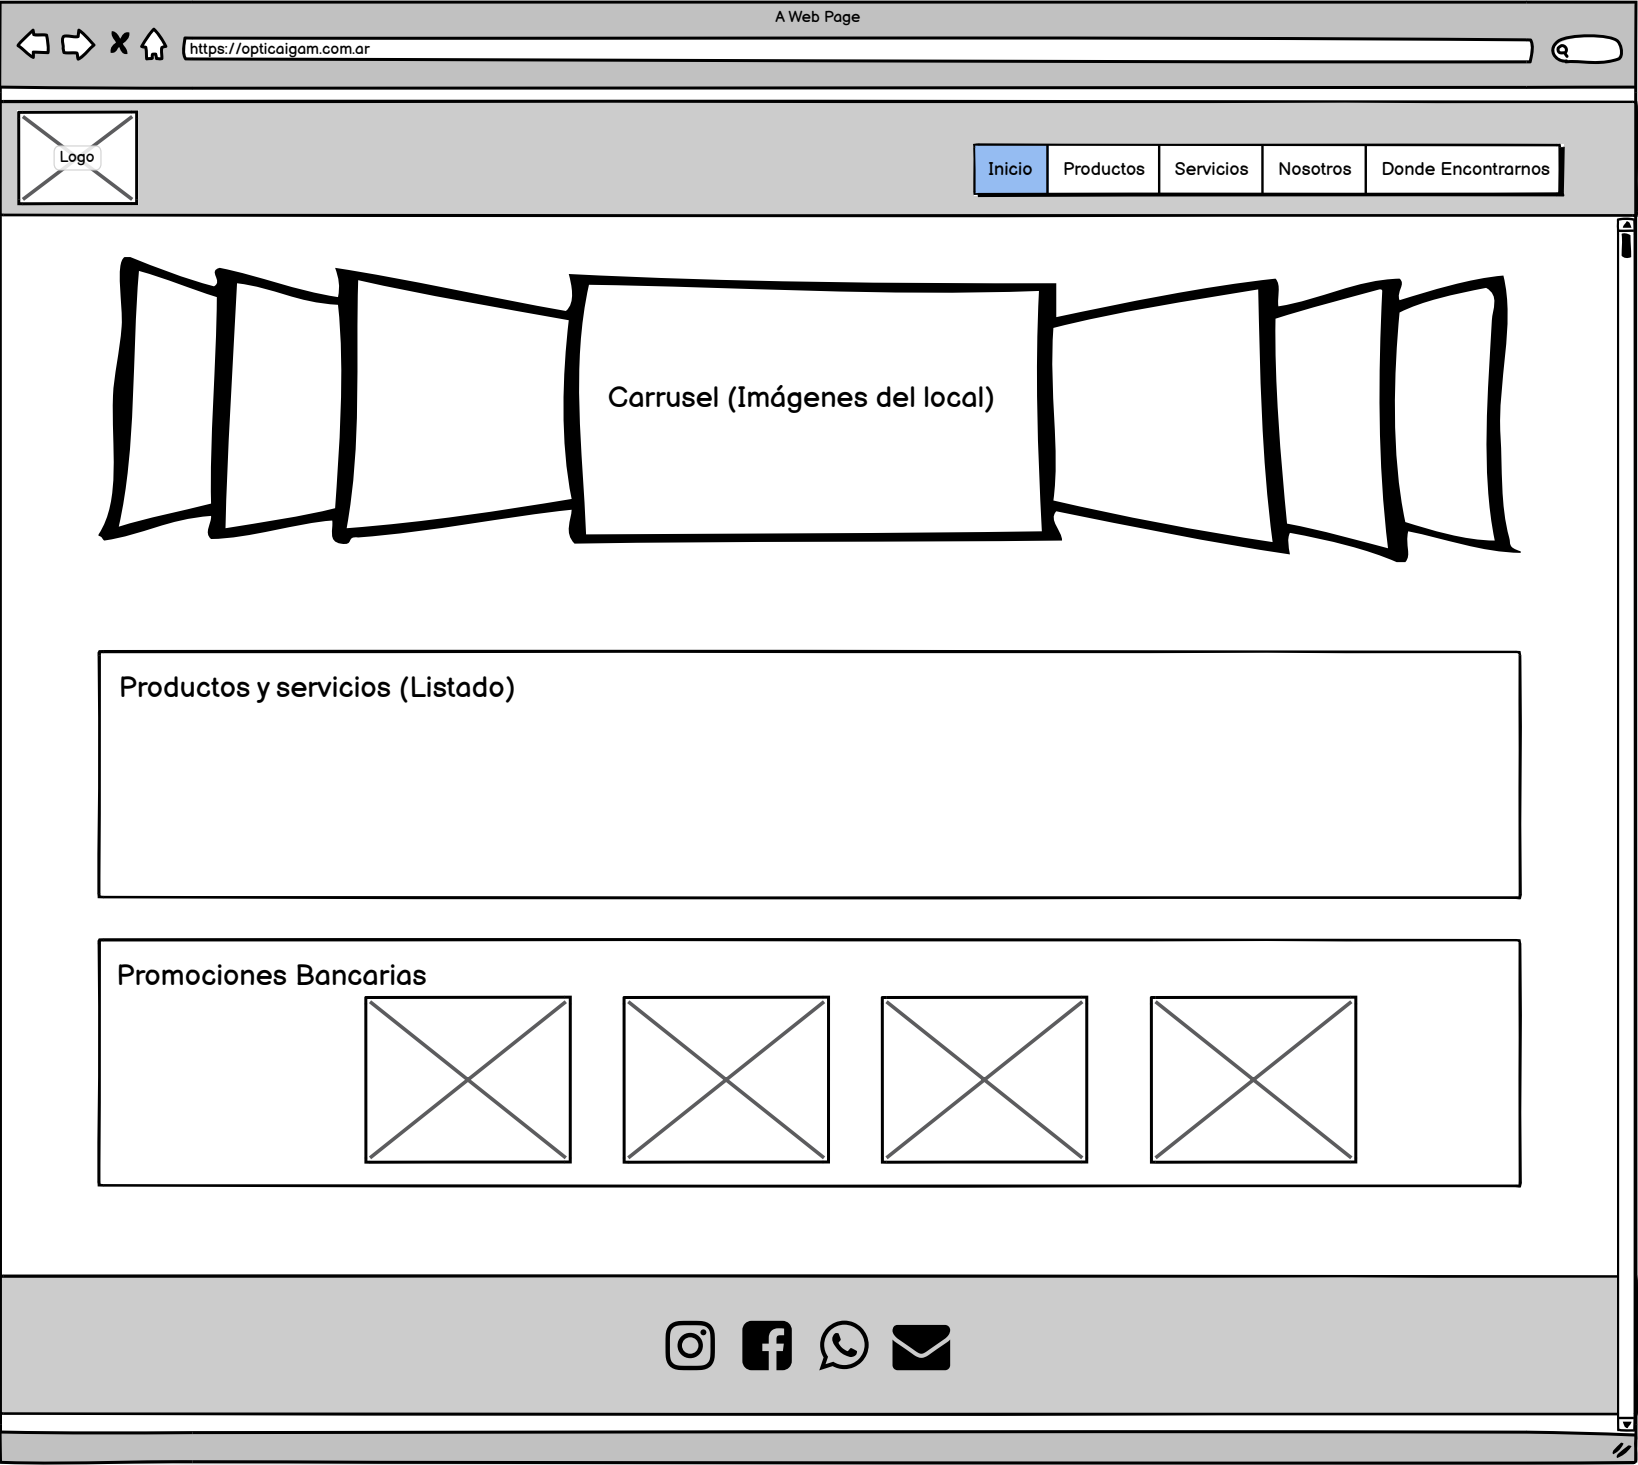 A Web Page
https://opticaigam.com.ar
Logo
Inicio
Productos
Servicios
Nosotros
Donde Encontrarnos
Carrusel (Imágenes del local)
Productos y servicios (Listado)
Promociones Bancarias